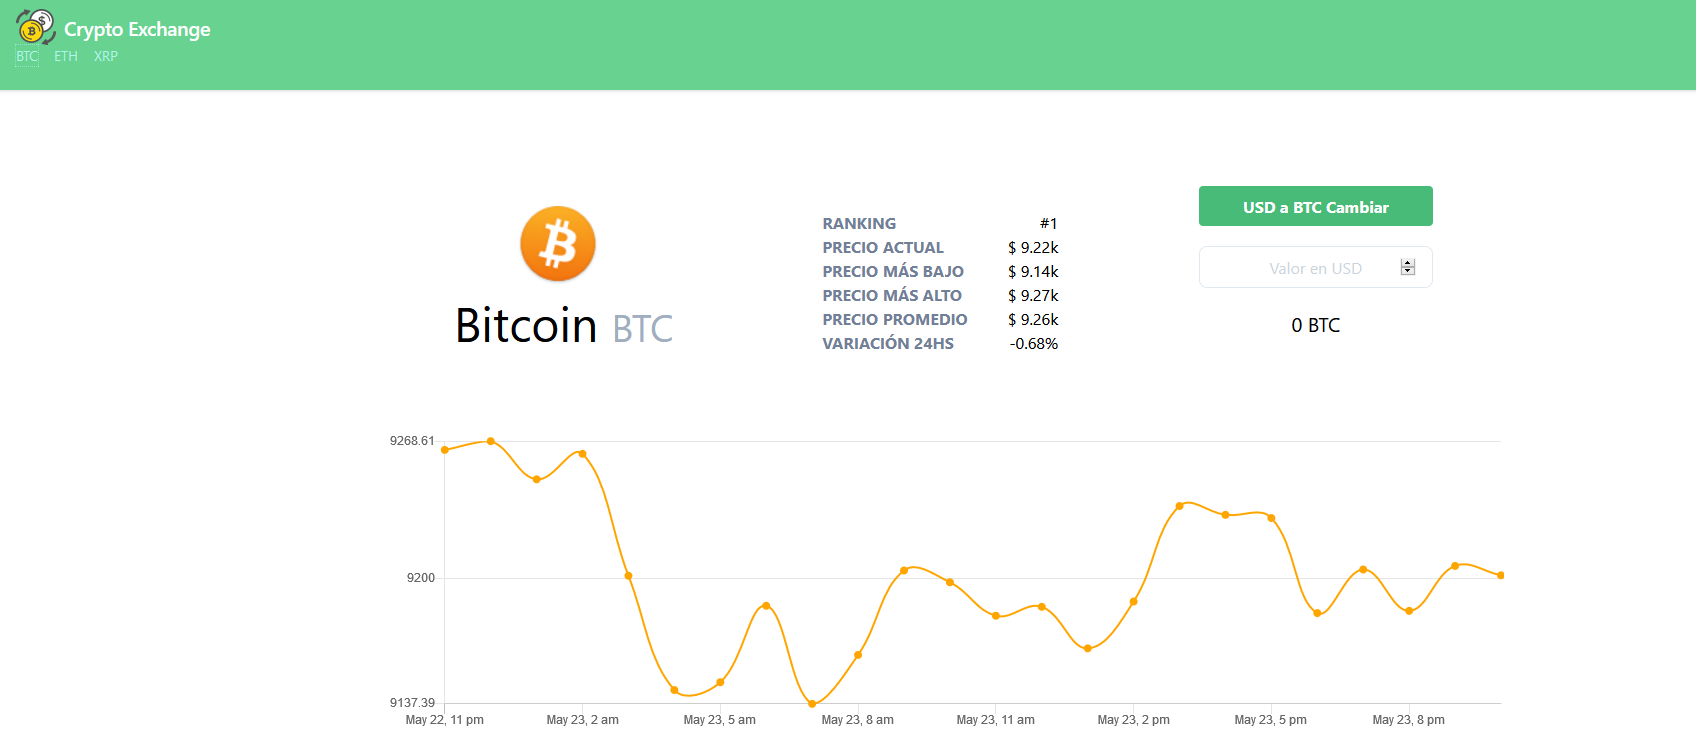 Crypto Exchange
BTC ETH XRP
Bitcoin BTC
RANKING #1
PRECIO ACTUAL $ 9.22k
PRECIO MÁS BAJO $ 9.14k
PRECIO MÁS ALTO $ 9.27k
PRECIO PROMEDIO $ 9.26k
VARIACIÓN 24HS -0.68%
USD a BTC Cambiar
Valor en USD
0 BTC
9268.61
9200
9137.39
May 22, 11 pm May 23, 2 am May 23, 5 am May 23, 8 am May 23, 11 am May 23, 2 pm May 23, 5 pm May 23, 8 pm